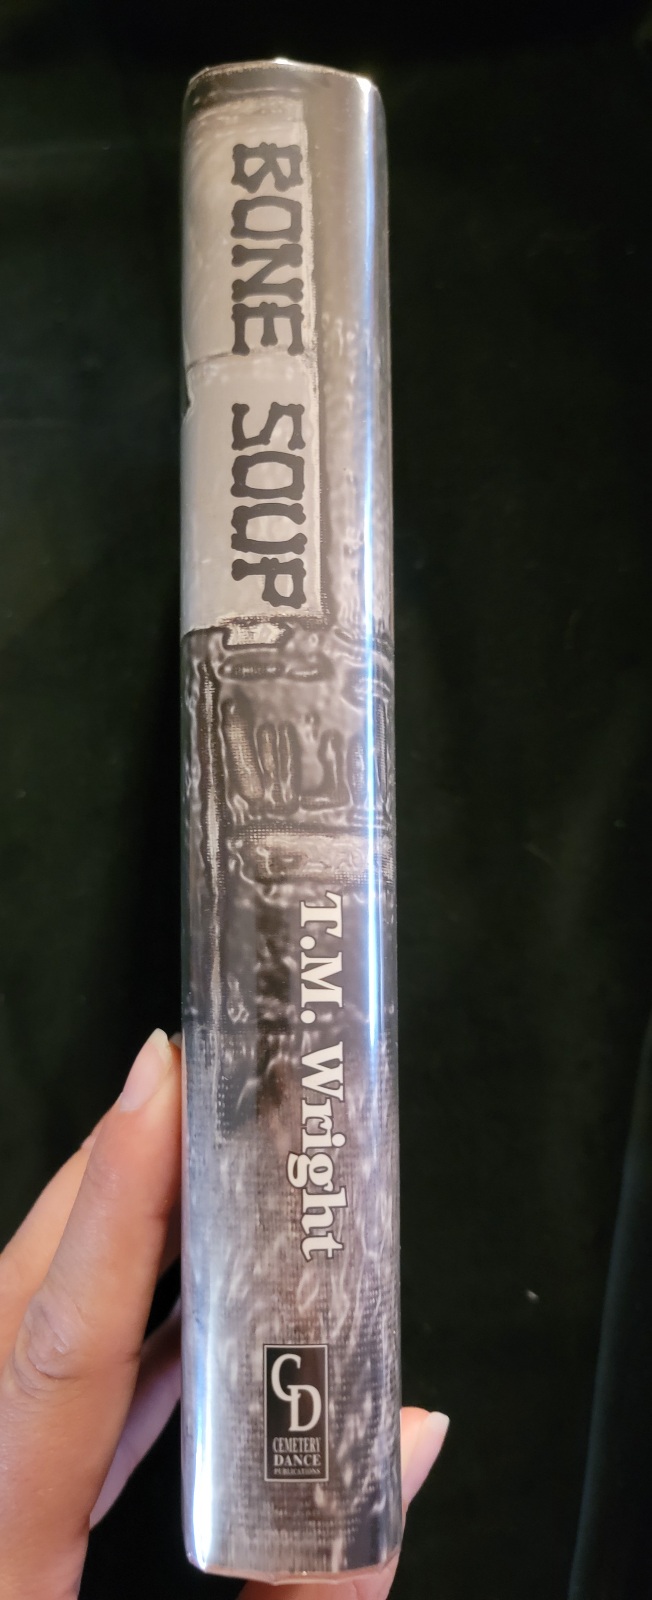 BONE SOUP
T.M. Wright
CD
CEMETERY
DANCE
PUBLICATIONS